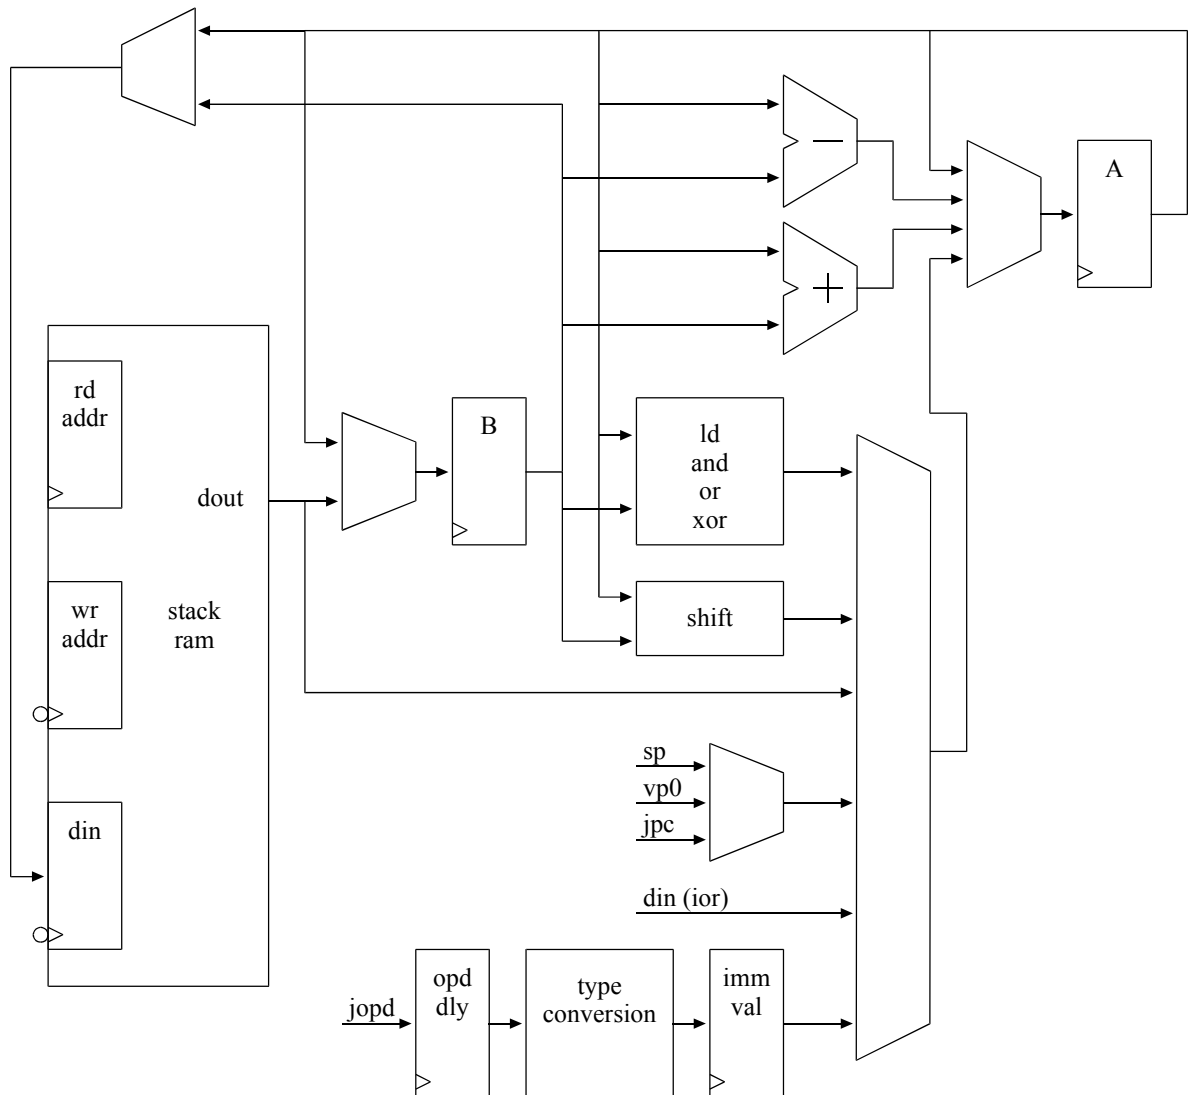 A
rd
addr
B
ld
and
or
xor
dout
wr
addr
stack
ram
shift
sp
vp0
jpc
din
din (ior)
jopd
opd
dly
type
conversion
imm
val